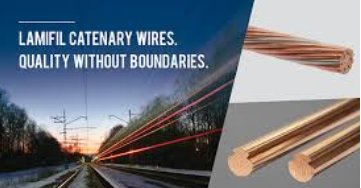 LAMIFIL CATENARY WIRES.
QUALITY WITHOUT BOUNDARIES.